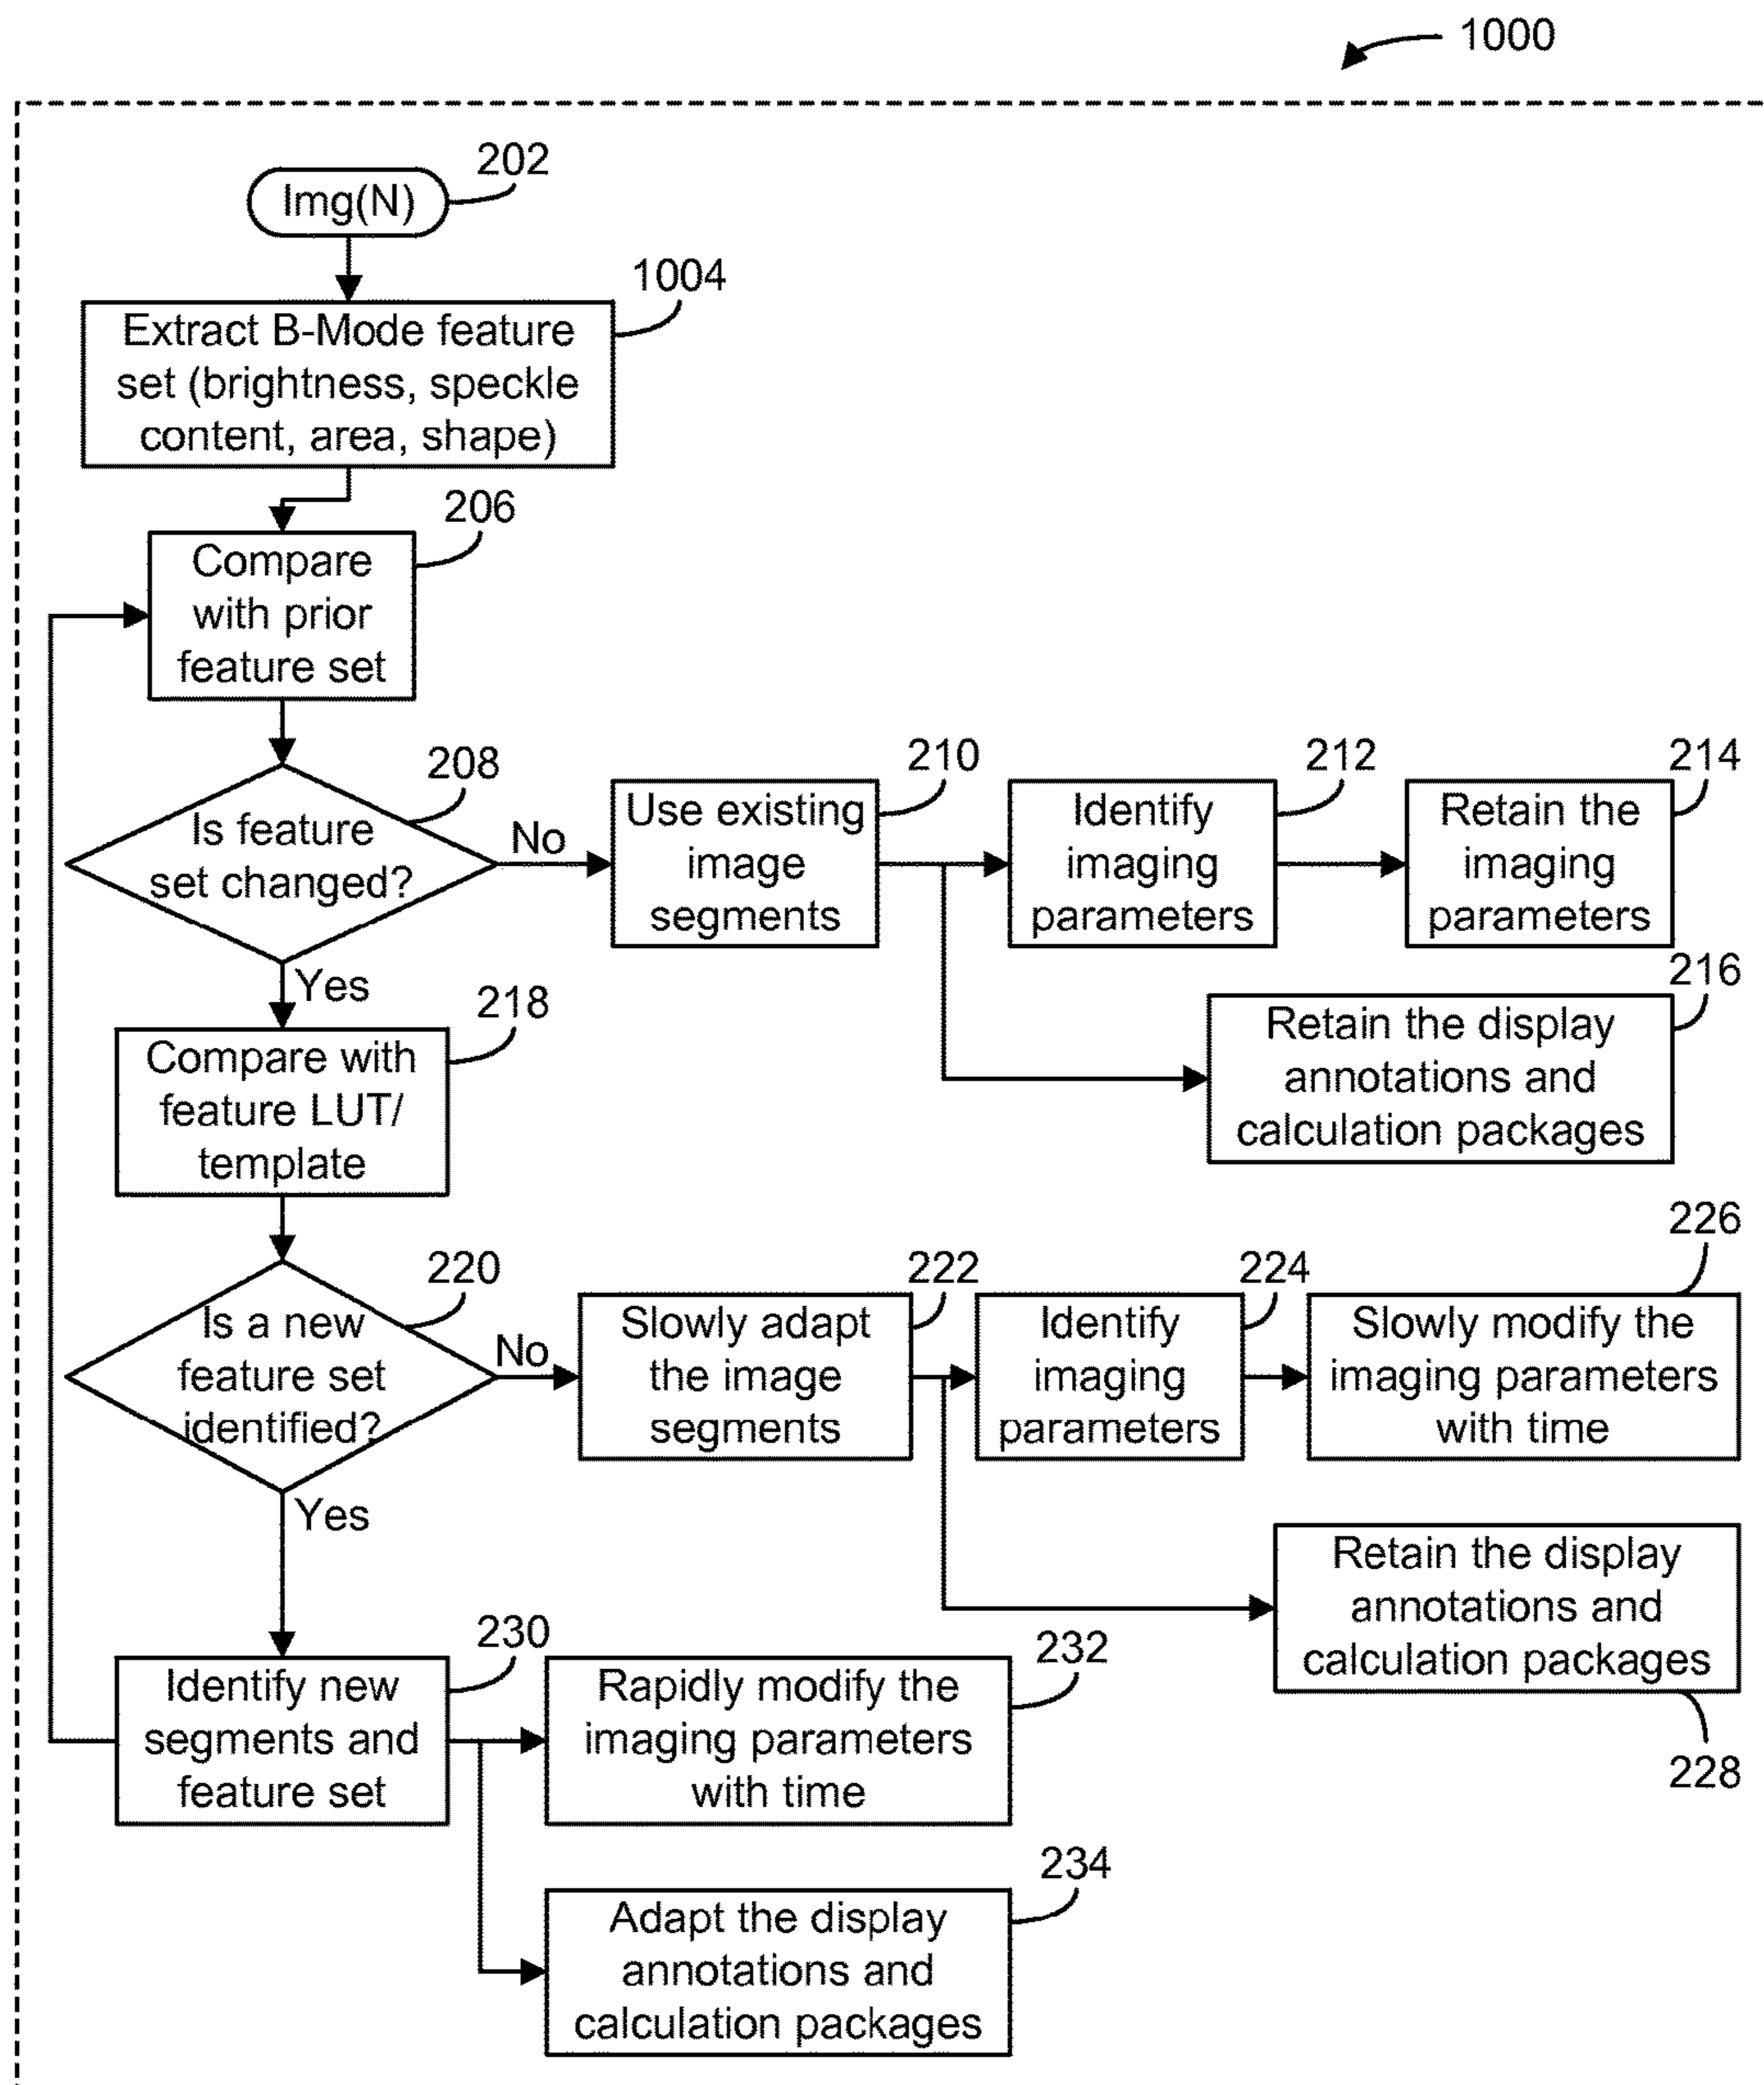 1000
202
Img(N)
1004
Extract B-Mode feature
set (brightness, speckle
content, area, shape)
206
Compare
with prior
feature set
208
Is feature
set changed?
No
Yes
210
Use existing
image
segments
212
Identify
imaging
parameters
214
Retain the
imaging
parameters
216
Retain the display
annotations and
calculation packages
218
Compare with
feature LUT/
template
220
Is a new
feature set
identified?
No
Yes
222
Slowly adapt
the image
segments
224
Identify
imaging
parameters
226
Slowly modify the
imaging parameters
with time
Retain the display
annotations and
calculation packages
228
230
Identify new
segments and
feature set
232
Rapidly modify the
imaging parameters
with time
234
Adapt the display
annotations and
calculation packages